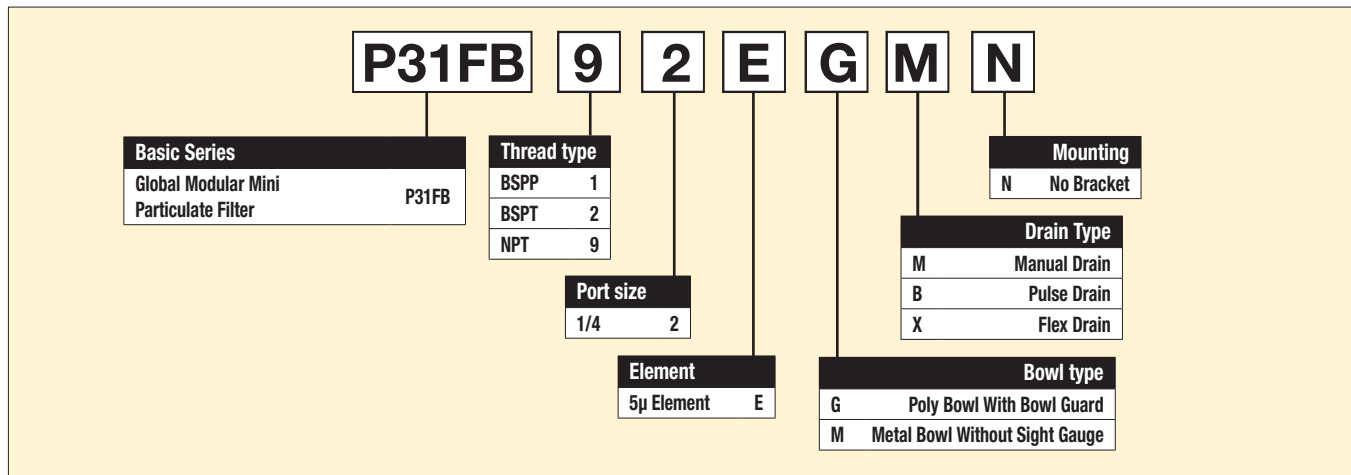 P31FB 9 2 E G M N
Basic Series
Global Modular Mini
Particulate Filter P31FB
Thread type
BSPP 1
BSPT 2
NPT 9
Port size
1/4 2
Element
5µ Element E
Mounting
N No Bracket
Drain Type
M Manual Drain
B Pulse Drain
X Flex Drain
Bowl type
G Poly Bowl With Bowl Guard
M Metal Bowl Without Sight Gauge